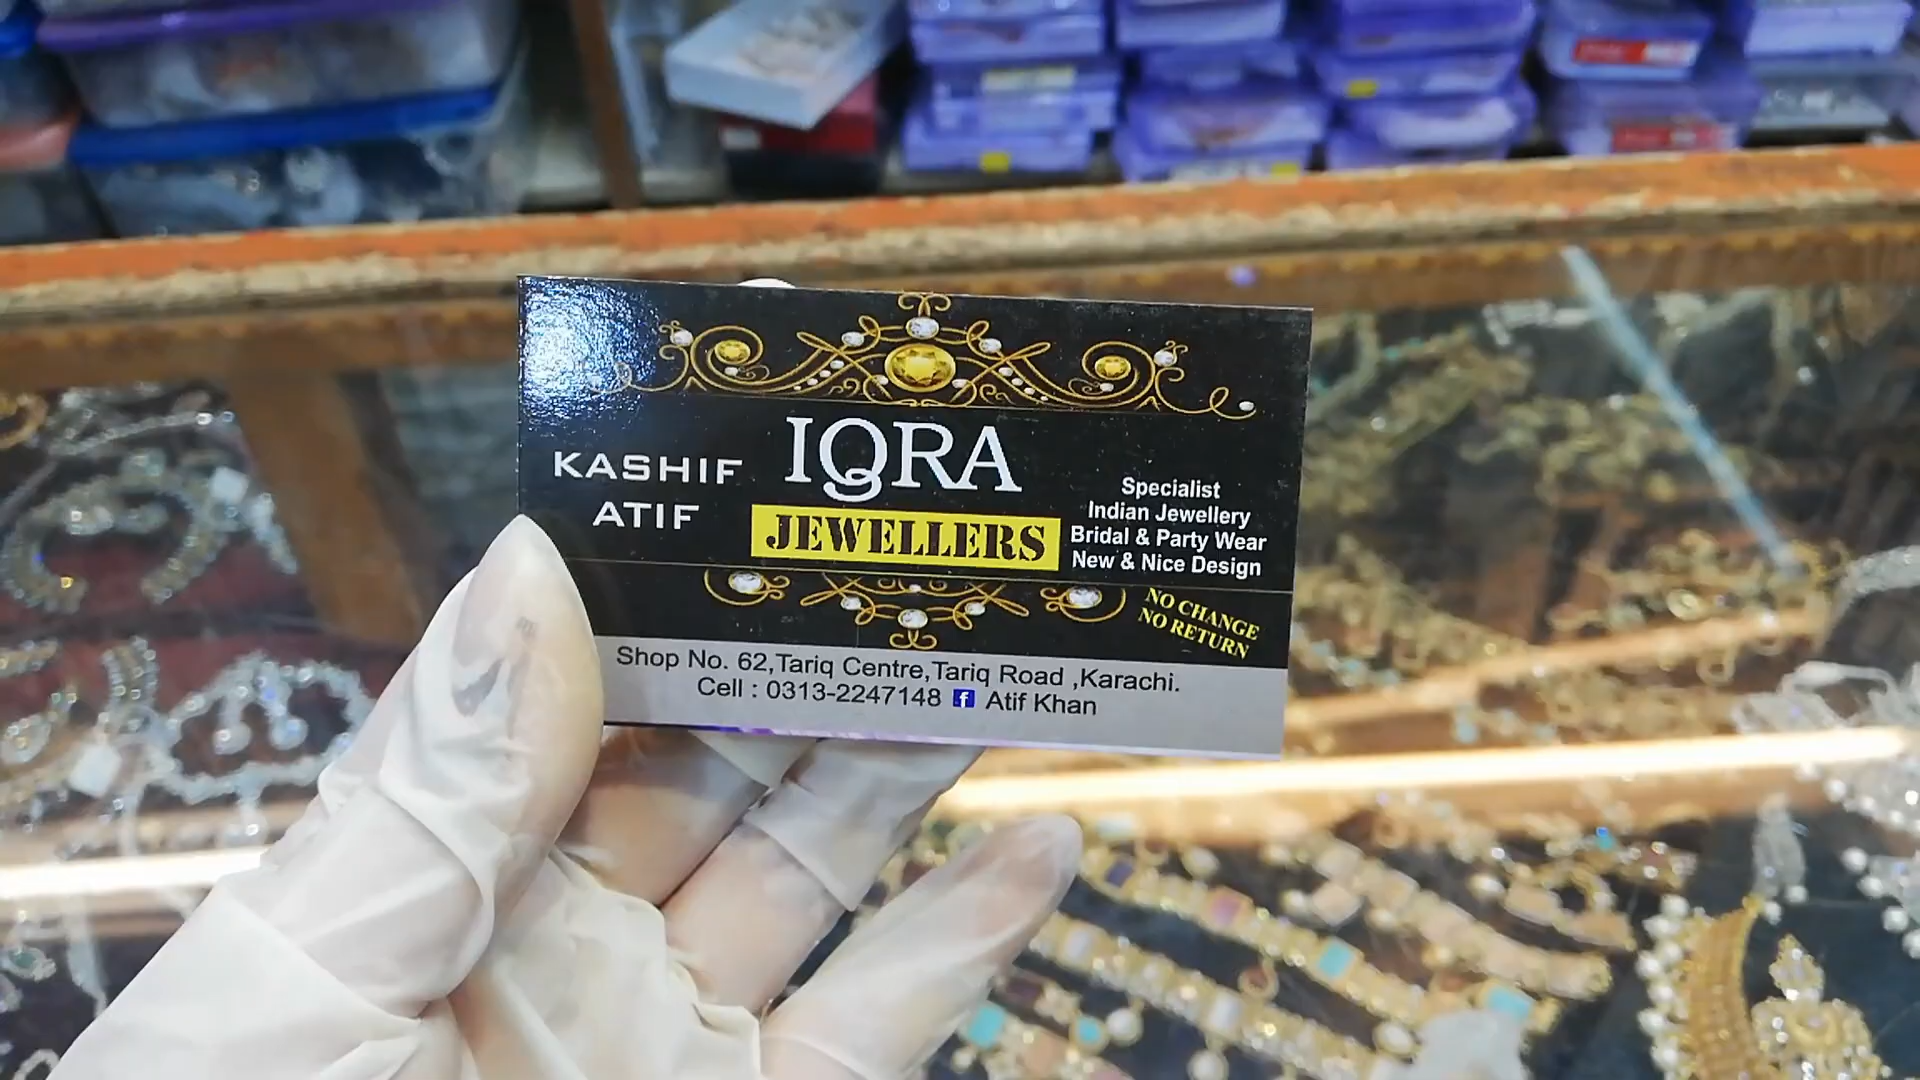 KASHIF
ATIF
IQRA
JEWELLERS
Specialist
Indian Jewellery
Bridal & Party Wear
New & Nice Design
NO CHANGE
NO RETURN
Shop No. 62,Tariq Centre,Tariq Road ,Karachi.
Cell : 0313-2247148 f Atif Khan